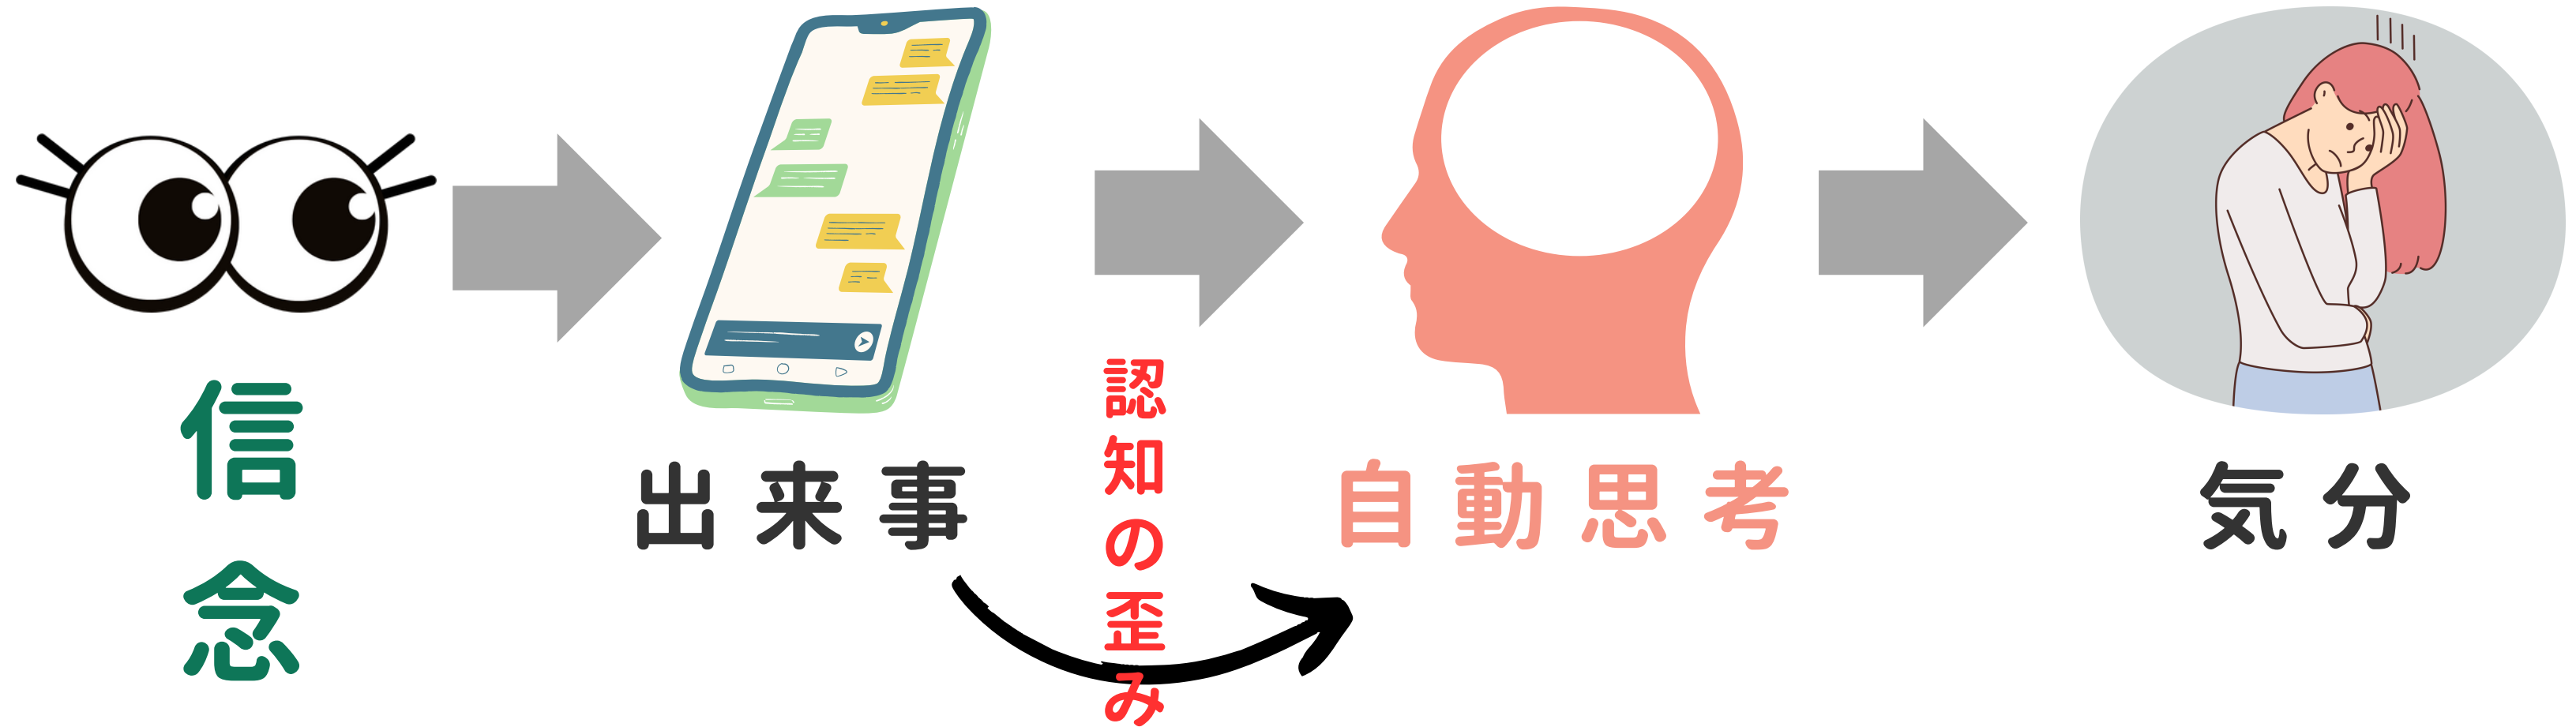 信念
出来事
認知の歪み
自動思考
気分